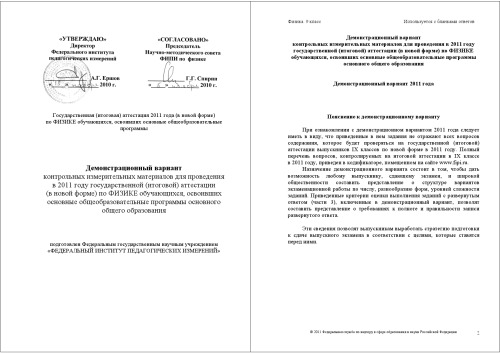 «УТВЕРЖДАЮ»
Директор
Федерального института
педагогических измерений
А.Г. Ершов
2010 г.
«СОГЛАСОВАНО»
Председатель
Научно-методического совета
ФИПИ по физике
Г.Г. Спирин
2010 г.
Государственная (итоговая) аттестация 2011 года (в новой форме)
по ФИЗИКЕ обучающихся, освоивших основные общеобразовательные
программы
Демонстрационный вариант
контрольных измерительных материалов для проведения
в 2011 году государственной (итоговой) аттестации
(в новой форме) по ФИЗИКЕ обучающихся, освоивших
основные общеобразовательные программы основного
общего образования
подготовлен Федеральным государственным научным учреждением
«ФЕДЕРАЛЬНЫЙ ИНСТИТУТ ПЕДАГОГИЧЕСКИХ ИЗМЕРЕНИЙ»
Физика. 9 класс
Используется с бланками ответов
Демонстрационный вариант
контрольных измерительных материалов для проведения в 2011 году
государственной (итоговой) аттестации (в новой форме) по ФИЗИКЕ
обучающихся, освоивших основные общеобразовательные программы
основного общего образования
Демонстрационный вариант 2011 года
Пояснение к демонстрационному варианту
При ознакомлении с демонстрационным вариантом 2011 года следует
иметь в виду, что приведенные в нем задания не отражают всех вопросов
содержания, которое будет проверяться на государственной (итоговой)
аттестации выпускников IX классов по новой форме в 2011 году. Полный
перечень вопросов, контролируемых на итоговой аттестации в IX классе
в 2011 году, приведен в кодификаторе, помещенном на сайте www.fipi.ru.
Назначение демонстрационного варианта состоит в том, чтобы дать
возможность любому выпускнику, сдающему экзамен, и широкой
общественности составить представление о структуре вариантов
экзаменационной работы по числу, разнообразию форм, уровней сложности
заданий. Приведенные критерии оценки выполнения заданий с развернутым
ответом (части 3), включенных в демонстрационный вариант, позволят
составить представление о требованиях к полноте и правильности записи
развернутого ответа.
Эти сведения позволят выпускникам выработать стратегию подготовки
к сдаче выпускного экзамена в соответствии с целями, которые ставятся
перед ними.
© 2011 Федеральная служба по надзору в сфере образования и науки Российской Федерации
2